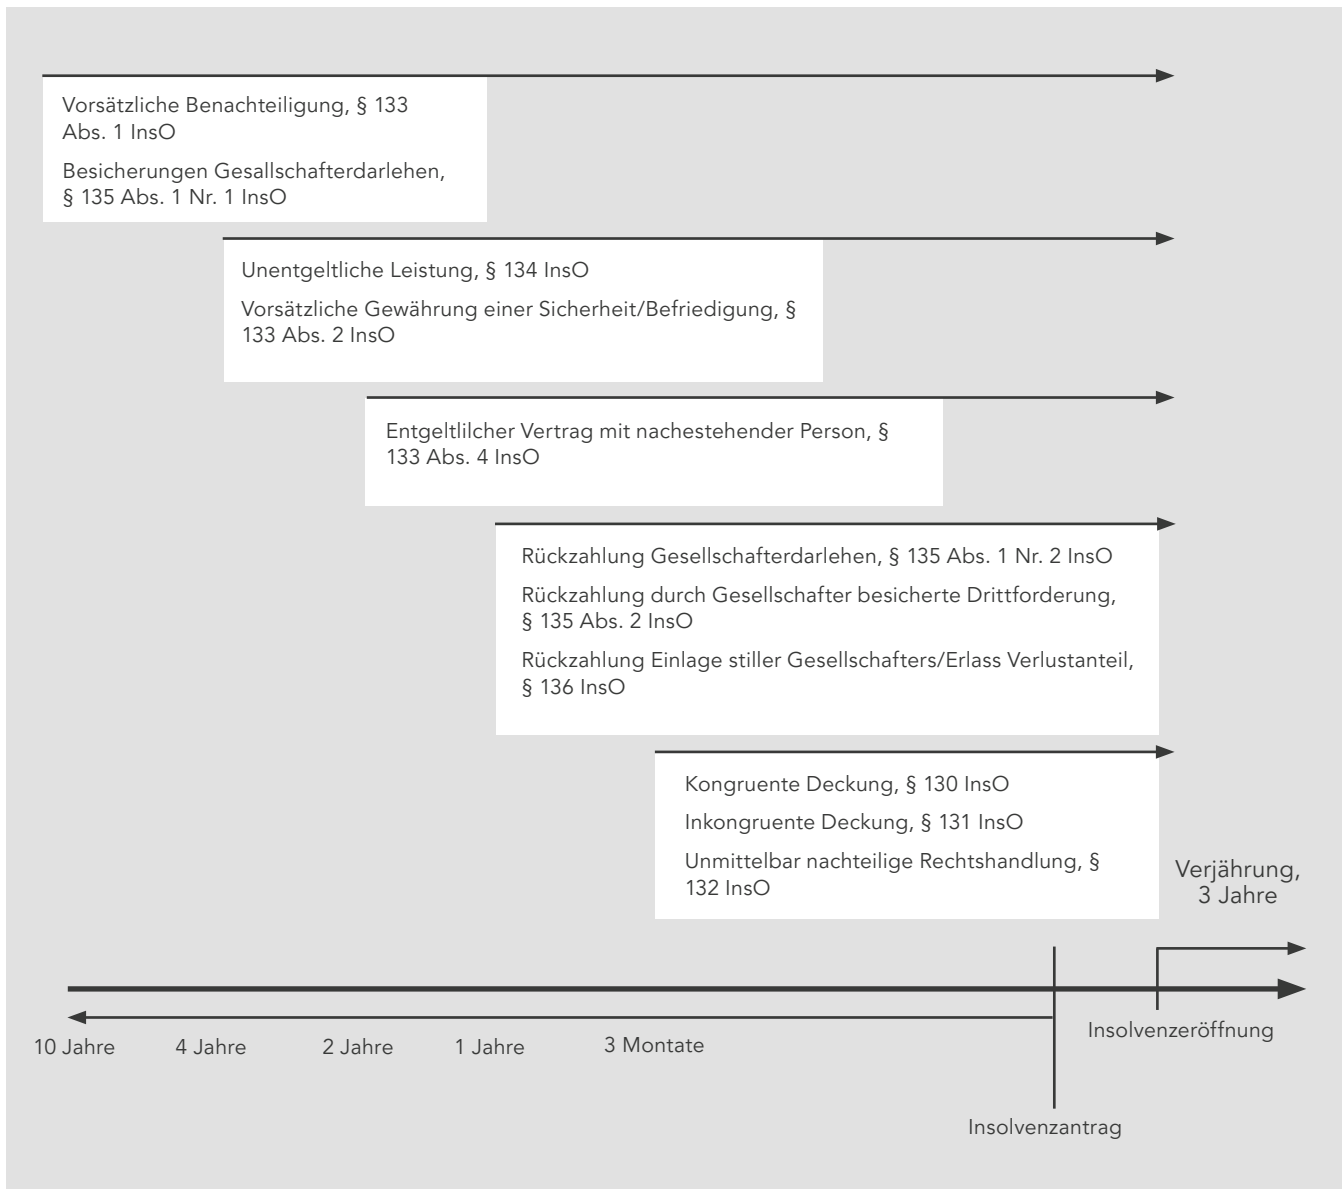 Vorsätzliche Benachteiligung, § 133
Abs. 1 InsO
Besicherungen Gesallschafterdarlehen,
§ 135 Abs. 1 Nr. 1 InsO
Unentgeltliche Leistung, § 134 InsO
Vorsätzliche Gewährung einer Sicherheit/Befriedigung, §
133 Abs. 2 InsO
Entgeltlilcher Vertrag mit nachestehender Person, §
133 Abs. 4 InsO
Rückzahlung Gesellschafterdarlehen, § 135 Abs. 1 Nr. 2 InsO
Rückzahlung durch Gesellschafter besicherte Drittforderung,
§ 135 Abs. 2 InsO
Rückzahlung Einlage stiller Gesellschafters/Erlass Verlustanteil,
§ 136 InsO
Kongruente Deckung, § 130 InsO
Inkongruente Deckung, § 131 InsO
Unmittelbar nachteilige Rechtshandlung, §
132 InsO
Verjährung,
3 Jahre
Insolvenzeröffnung
10 Jahre
4 Jahre
2 Jahre
1 Jahre
3 Montate
Insolvenzantrag